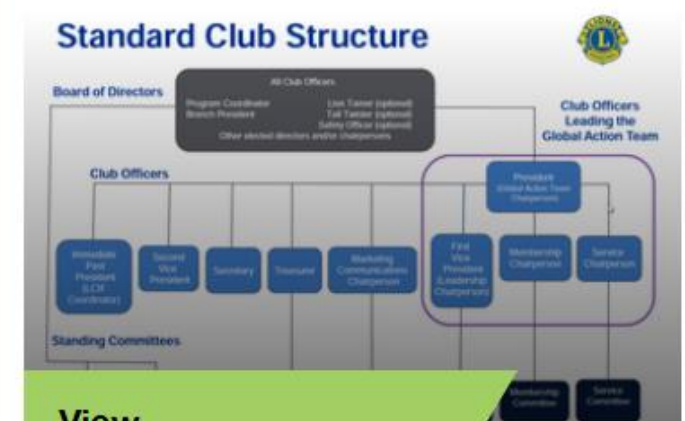 Standard Club Structure
LIONS
L
Board of Directors
All Club Officers
Program Coordinator
Branch President
Lion Tamer (optional)
Tail Twister (optional)
Safety Officer (optional)
Other elected directors and/or chairpersons
Club Officers
Leading the
Global Action Team
Club Officers
President
(Global Action Team
Chairperson)
Immediate
Past
President
(LCIF
Coordinator)
Second
Vice
President
Secretary
Treasurer
Marketing
Communications
Chairperson
First
Vice
President
(Leadership
Chairperson)
Membership
Chairperson
Service
Chairperson
Standing Committees
Membership
Committee
Service
Committee
View